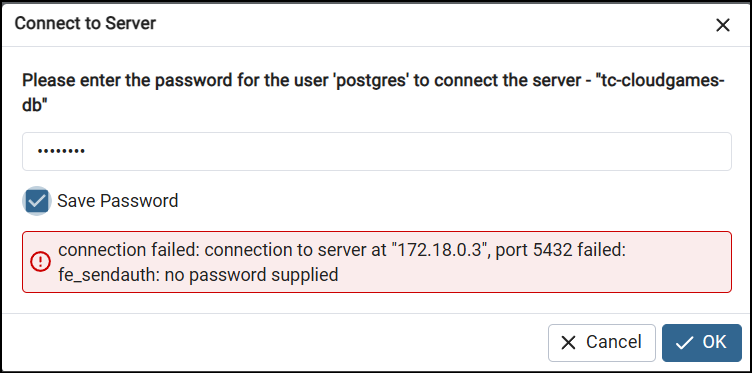 Connect to Server
Please enter the password for the user 'postgres' to connect the server - "tc-cloudgames-
db"
••••••••
Save Password
connection failed: connection to server at "172.18.0.3", port 5432 failed:
fe_sendauth: no password supplied
Cancel
OK